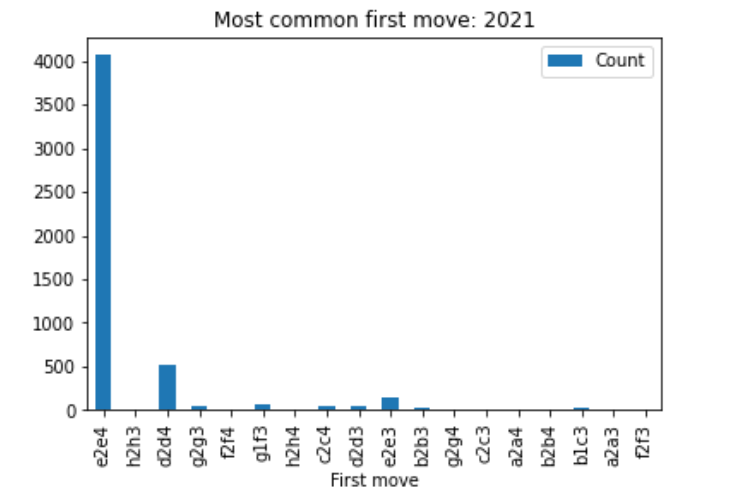 Most common first move: 2021
Count
4000
3500
3000
2500
2000
1500
1000
500
0
e2e4
h2h3
d2d4
g2g3
f2f4
g1f3
h2h4
c2c4
d2d3
e2e3
b2b3
g2g4
c2c3
a2a4
b2b4
b1c3
a2a3
f2f3
First move